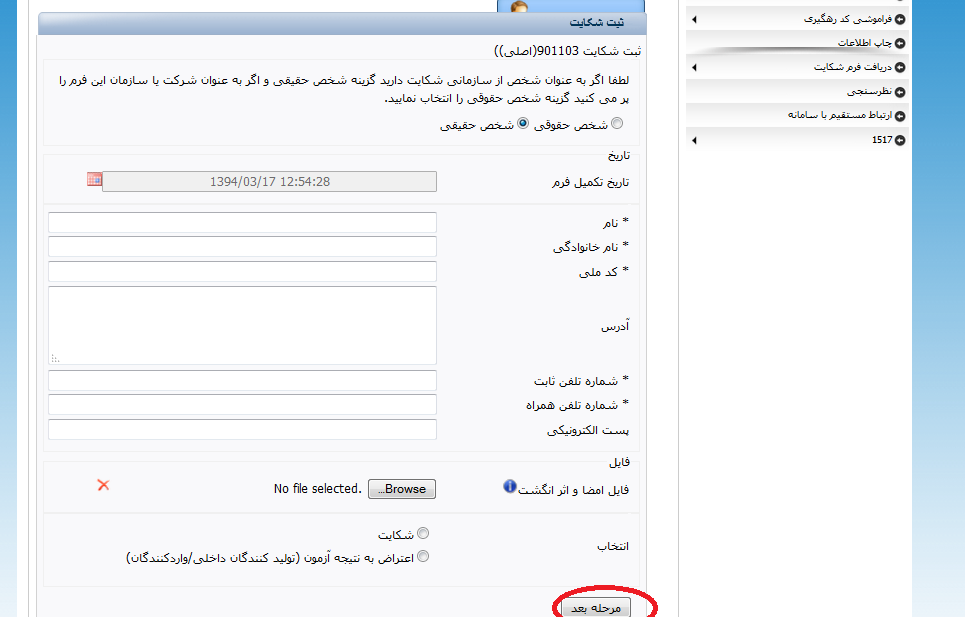 فراموشی کد رهگیری
چاپ اطلاعات
دریافت فرم شکایت
نظرسنجی
ارتباط مستقیم با سامانه
1517
ثبت شکایت
ثبت شکایت 901103(اصلی))
لطفا اگر به عنوان شخص از سازمانی شکایت دارید گزینه شخص حقیقی و اگر به عنوان شرکت یا سازمان این فرم را
پر می کنید گزینه شخص حقوقی را انتخاب نمایید.
شخص حقوقی شخص حقیقی
تاریخ
تاریخ تکمیل فرم 1394/03/17 12:54:28
* نام
* نام خانوادگی
* کد ملی
آدرس
* شماره تلفن ثابت
* شماره تلفن همراه
پست الکترونیکی
فایل
فایل امضا و اثر انگشت Browse... No file selected.
شکایت
انتخاب
اعتراض به نتیجه آزمون (تولید کنندگان داخلی/واردکنندگان)
مرحله بعد